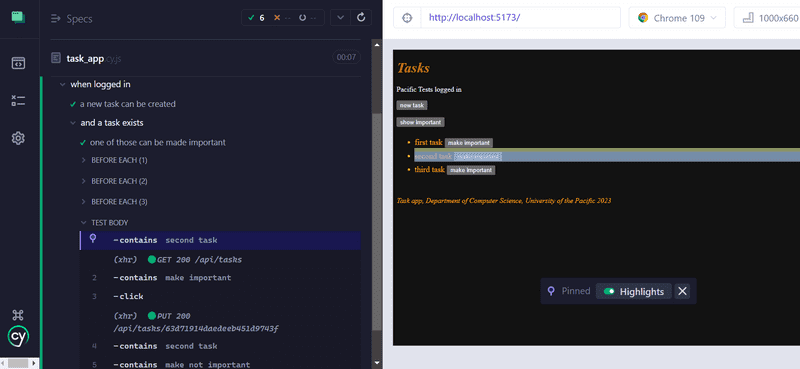 Specs
6
--
--
task_app.cy.js
00:07
when logged in
a new task can be created
and a task exists
one of those can be made important
BEFORE EACH (1)
BEFORE EACH (2)
BEFORE EACH (3)
TEST BODY
-contains second task
(xhr) GET 200 /api/tasks
2 -contains make important
3 -click
(xhr) PUT 200
/api/tasks/63d71914daedeeb451d9743f
4 -contains second task
5 -contains make not important
cy
http://localhost:5173/
Chrome 109
1000x660
Tasks
Pacific Tests logged in
new task
show important
first task make important
second task
third task make important
Task app, Department of Computer Science, University of the Pacific 2023
Pinned
Highlights